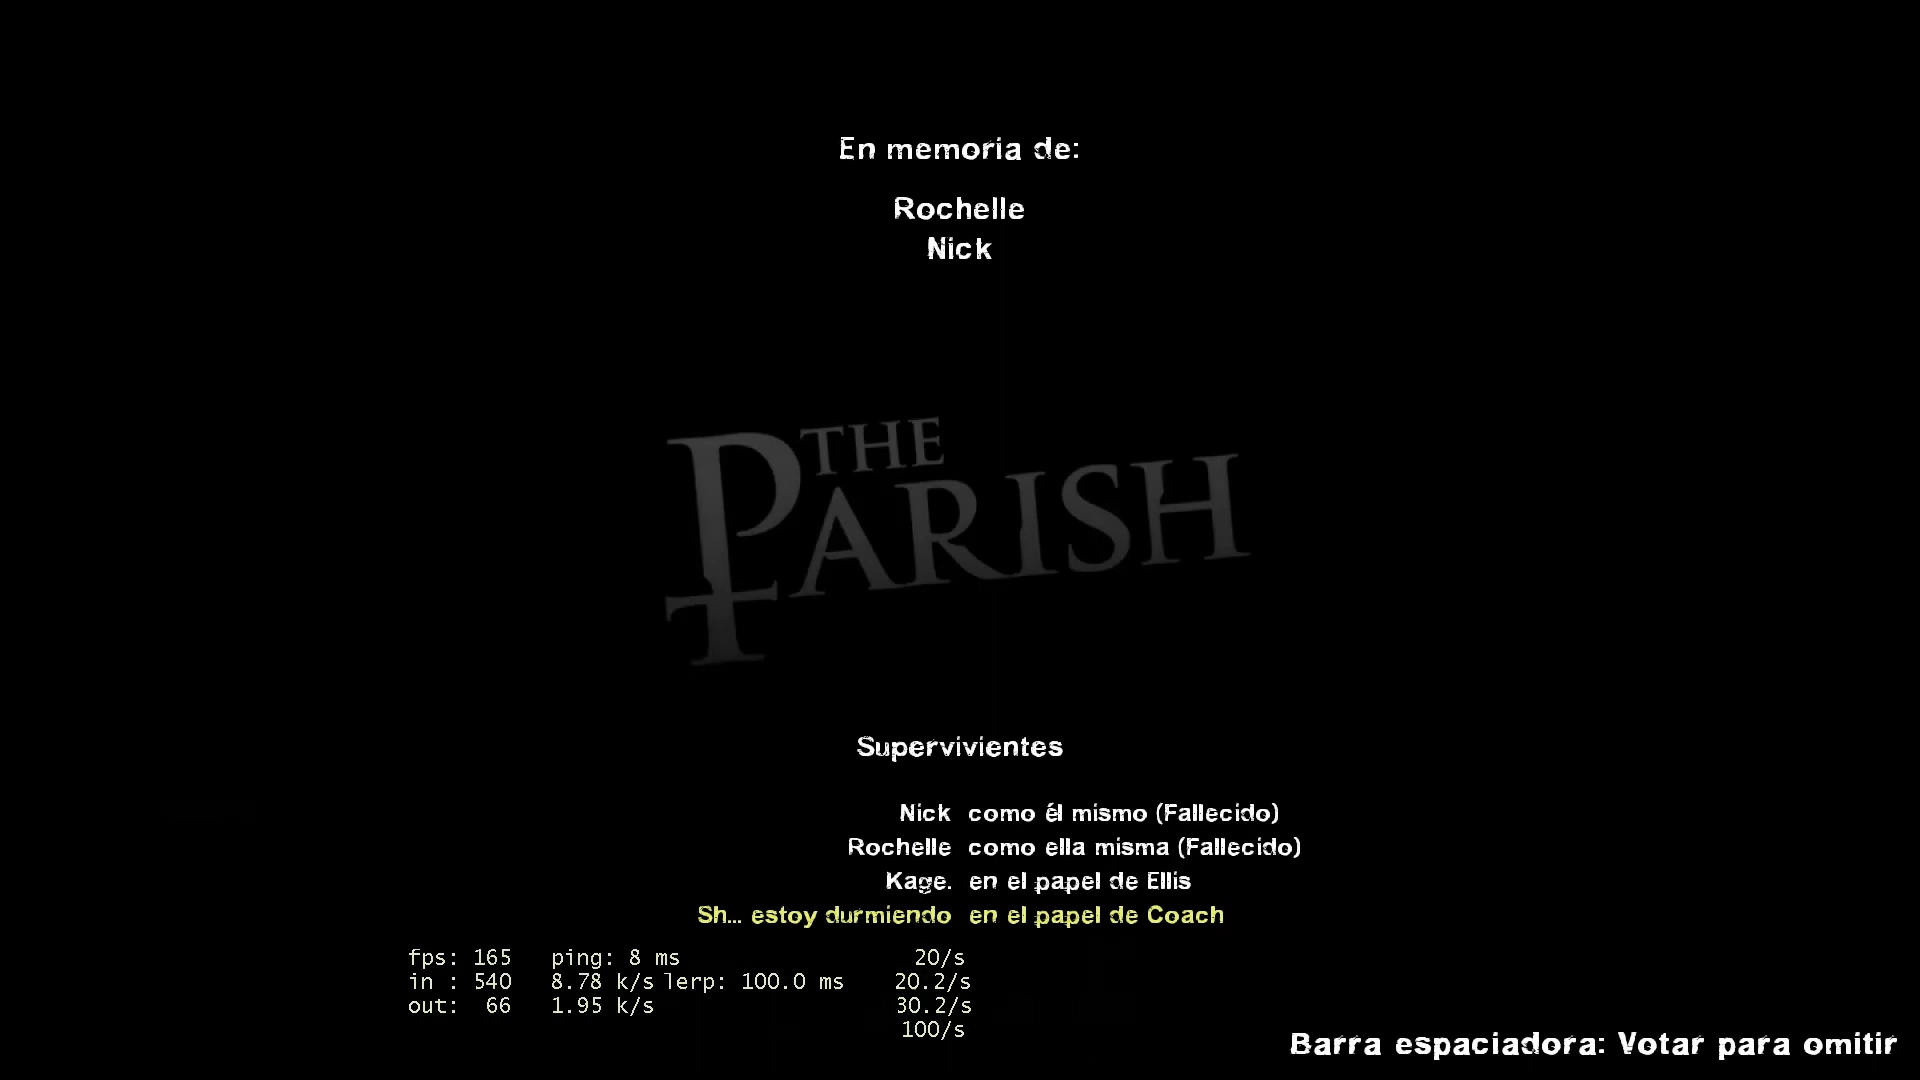 En memoria de:
Rochelle
Nick
THE
PARISH
Supervivientes
Nick como él mismo (Fallecido)
Rochelle como ella misma (Fallecido)
Kage. en el papel de Ellis
Sh... estoy durmiendo en el papel de Coach
fps: 165 ping: 8 ms 20/s
in : 540 8.78 k/s lerp: 100.0 ms 20.2/s
out: 66 1.95 k/s 30.2/s
100/s
Barra espaciadora: Votar para omitir